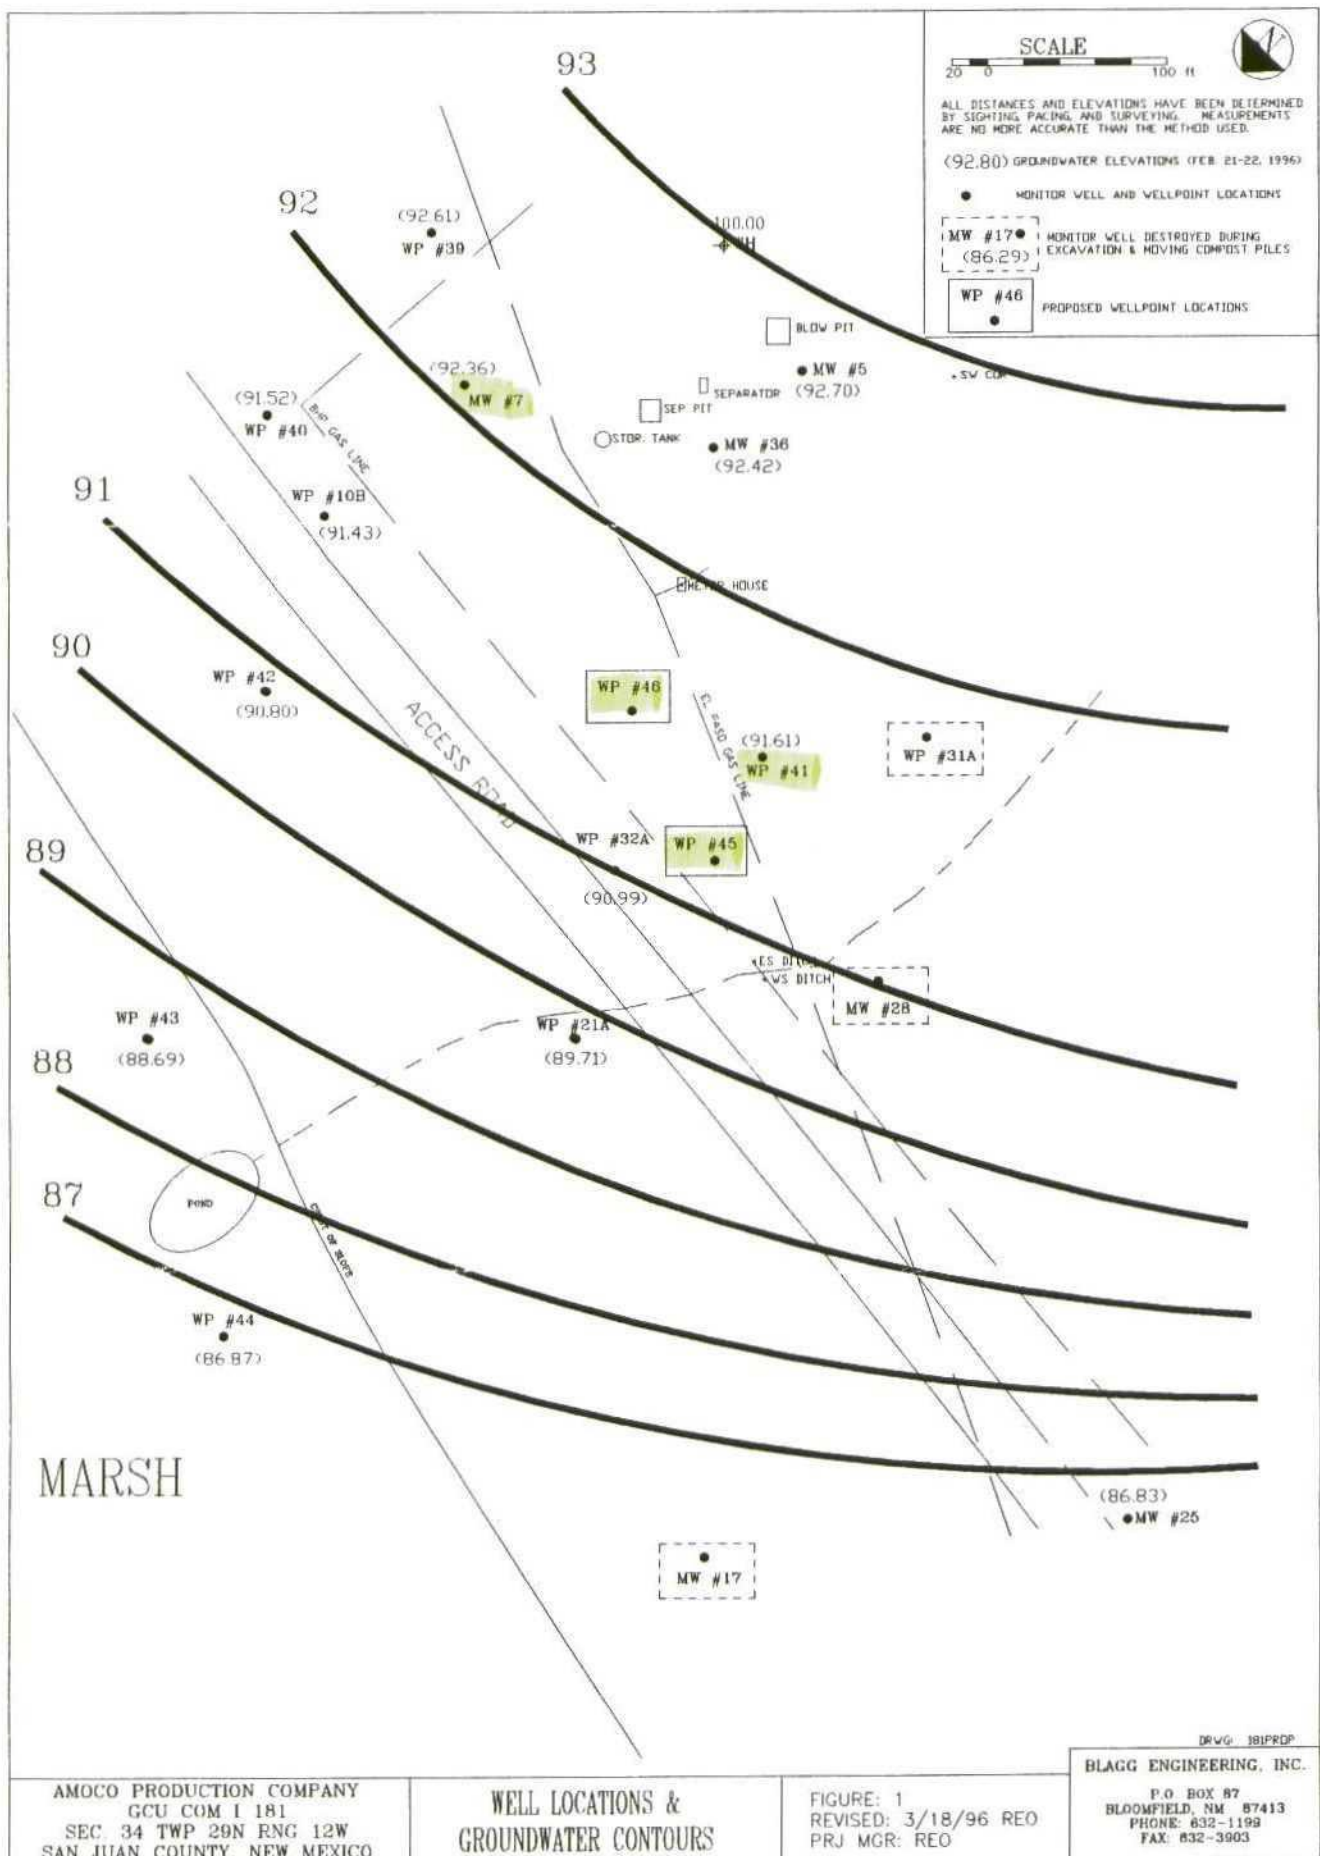 93
SCALE
N
20 0 100 ft
ALL DISTANCES AND ELEVATIONS HAVE BEEN DETERMINED
BY SIGHTING, PACING, AND SURVEYING. MEASUREMENTS
ARE NO MORE ACCURATE THAN THE METHOD USED.
(92.80) GROUNDWATER ELEVATIONS (FEB. 21-22, 1996)
MONITOR WELL AND WELLPOINT LOCATIONS
MW #17
(86.29)
MONITOR WELL DESTROYED DURING
EXCAVATION & MOVING COMPOST PILES
WP #46
PROPOSED WELLPOINT LOCATIONS
92
(92.61)
WP #39
100.00
WH
BLOW PIT
MW #5
(92.70)
SW COR
SEPARATOR
SEP. PIT
STOR. TANK
MW #36
(92.42)
(92.36)
MW #7
(91.52)
WP #40
BHP GAS LINE
91
WP #10B
(91.43)
METER HOUSE
90
WP #42
(90.80)
ACCESS ROAD
WP #46
EL PASO GAS LINE
(91.61)
WP #41
WP #31A
89
WP #32A
(90.99)
WP #45
ES DITCH
WS DITCH
MW #28
WP #43
(88.69)
WP #21A
(89.71)
88
87
POND
CREST OF SLOPE
WP #44
(86.87)
MARSH
(86.83)
MW #25
MW #17
DRWG: 181PROP
AMOCO PRODUCTION COMPANY
GCU COM I 181
SEC. 34 TWP 29N RNG 12W
SAN JUAN COUNTY, NEW MEXICO
WELL LOCATIONS &
GROUNDWATER CONTOURS
FIGURE: 1
REVISED: 3/18/96 REO
PRJ MGR: REO
BLAGG ENGINEERING, INC.
P.O. BOX 87
BLOOMFIELD, NM 87413
PHONE: 632-1199
FAX: 632-3903